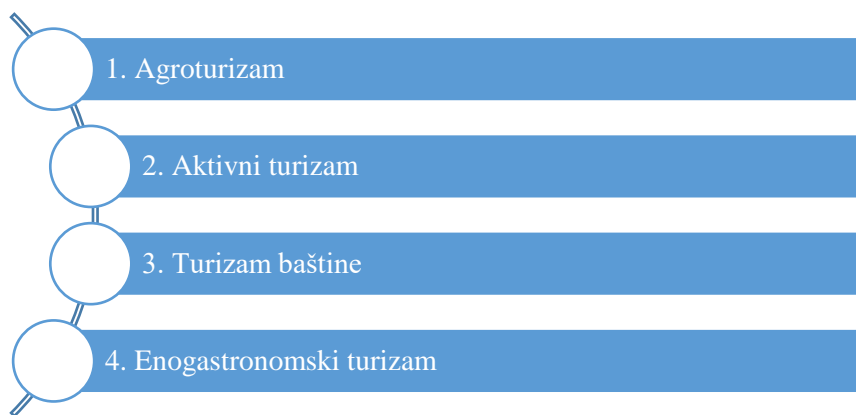 1. Agroturizam
2. Aktivni turizam
3. Turizam baštine
4. Enogastronomski turizam